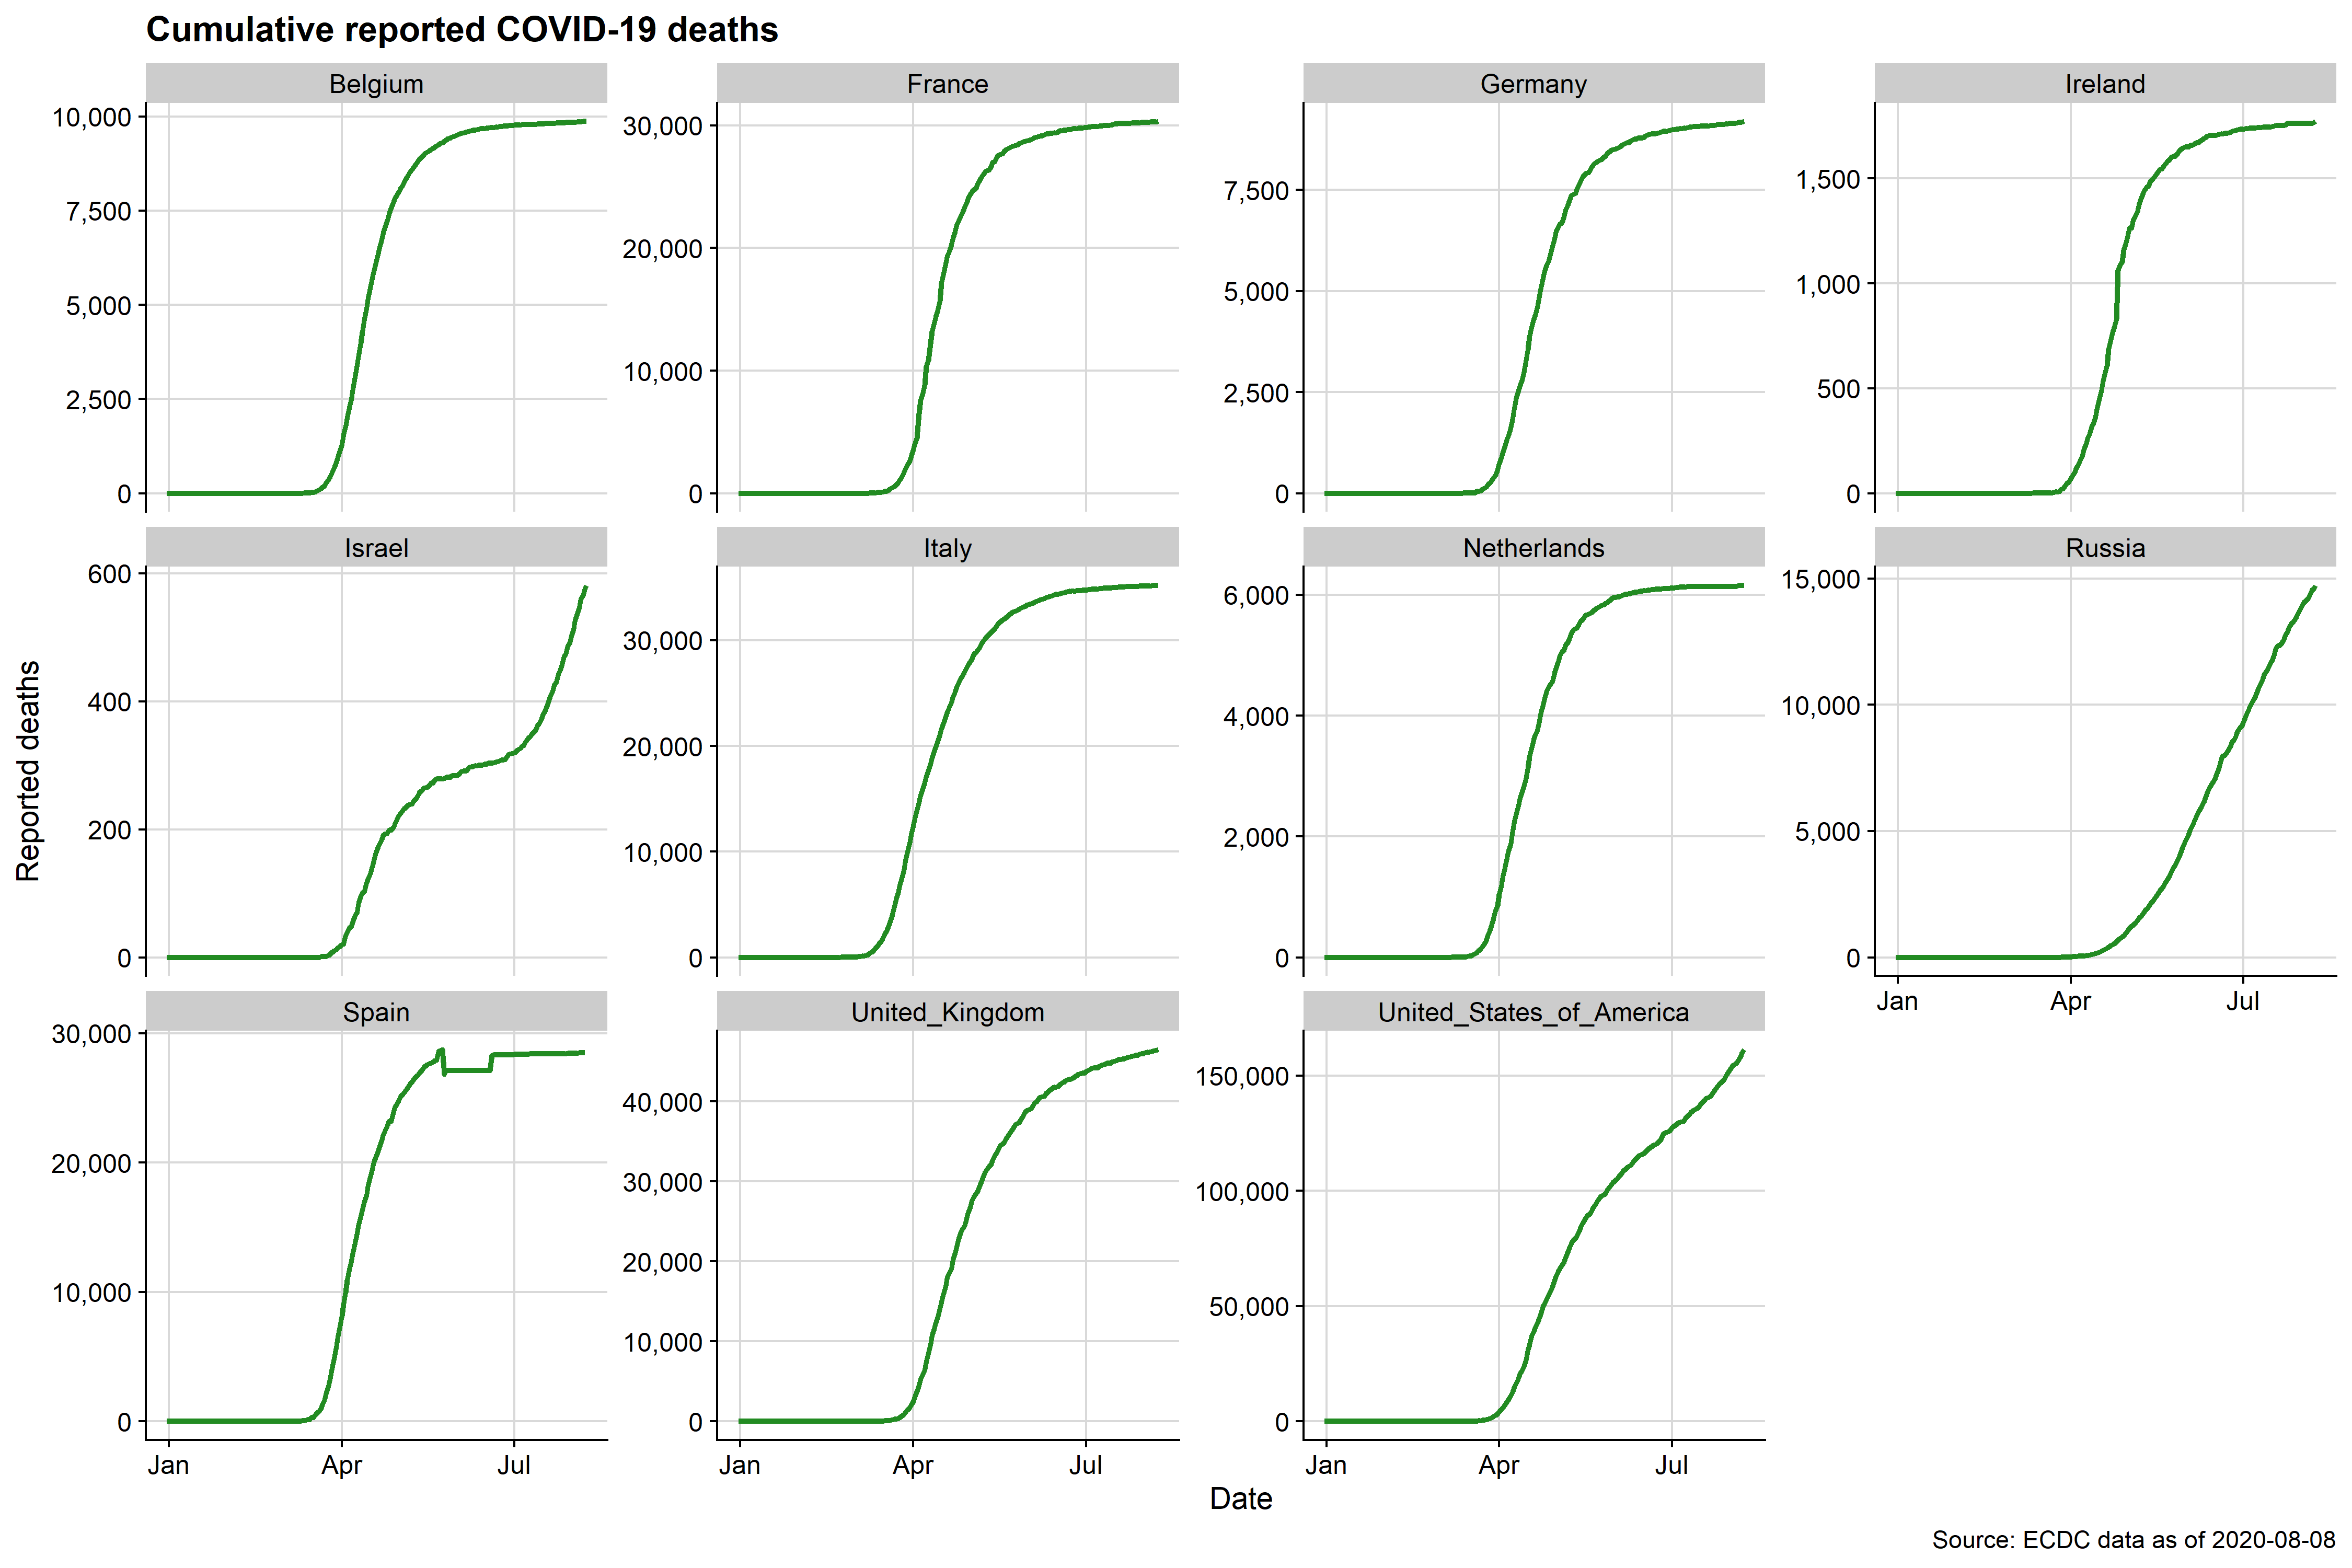 Cumulative reported COVID-19 deaths
Belgium
10,000
7,500
5,000
2,500
0
France
30,000
20,000
10,000
0
Germany
7,500
5,000
2,500
0
Ireland
1,500
1,000
500
0
Israel
600
400
200
0
Italy
30,000
20,000
10,000
0
Netherlands
6,000
4,000
2,000
0
Russia
15,000
10,000
5,000
0
Jan Apr Jul
Spain
30,000
20,000
10,000
0
Jan Apr Jul
United_Kingdom
40,000
30,000
20,000
10,000
0
Jan Apr Jul
United_States_of_America
150,000
100,000
50,000
0
Jan Apr Jul
Reported deaths
Date
Source: ECDC data as of 2020-08-08